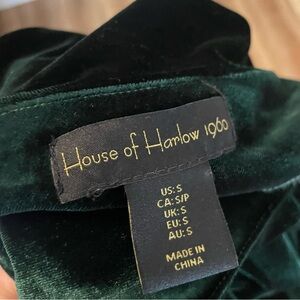 House of Harlow 1960
US: S
CA: S/P
UK: S
EU: S
AU: S
MADE IN
CHINA